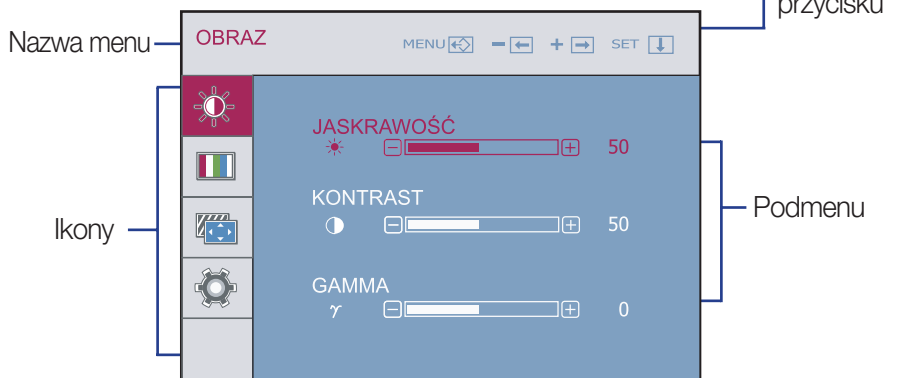 przycisku
Nazwa menu
OBRAZ MENU - + SET
JASKRAWOŚĆ
50
KONTRAST
50
Podmenu
Ikony
GAMMA
γ 0